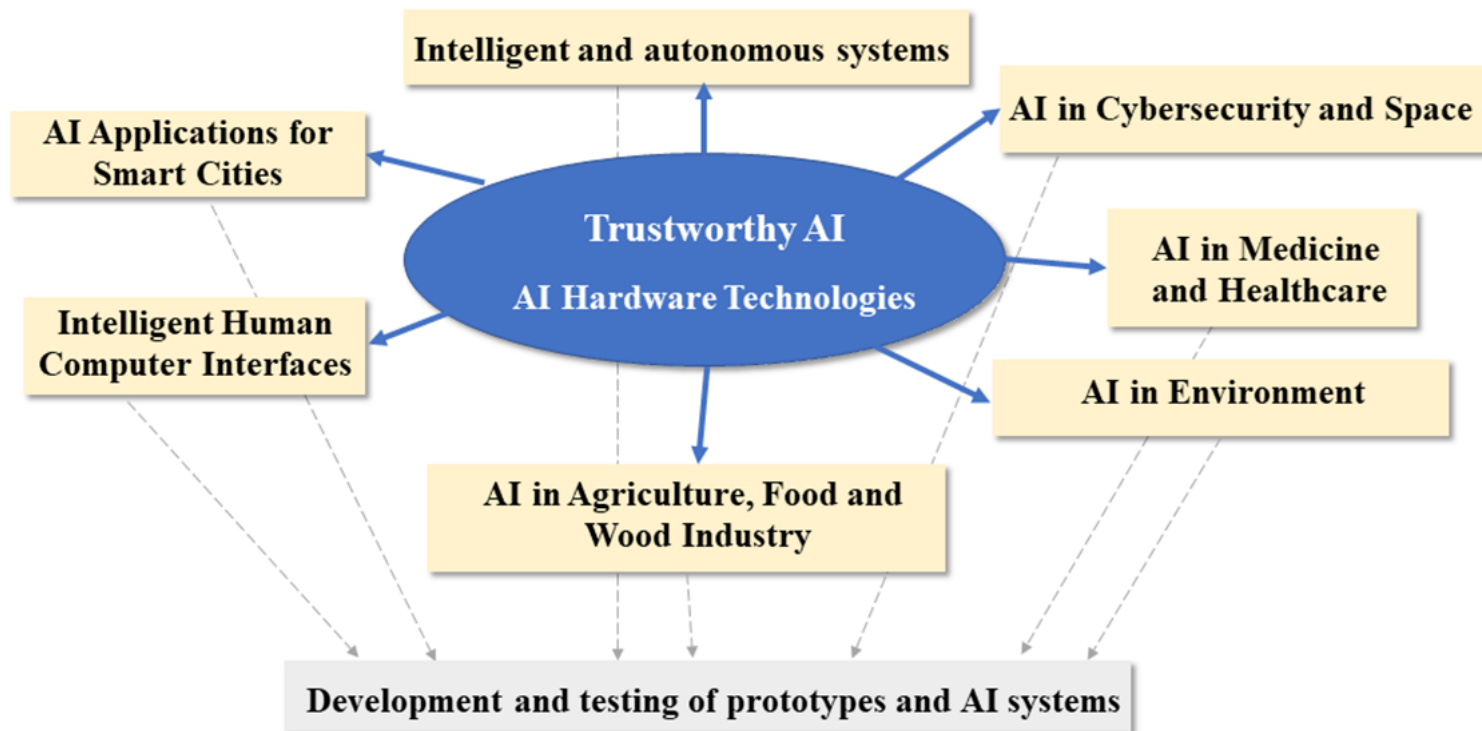 Intelligent and autonomous systems
AI in Cybersecurity and Space
AI Applications for
Smart Cities
Trustworthy AI
AI Hardware Technologies
AI in Medicine
and Healthcare
Intelligent Human
Computer Interfaces
AI in Environment
AI in Agriculture, Food and
Wood Industry
Development and testing of prototypes and AI systems